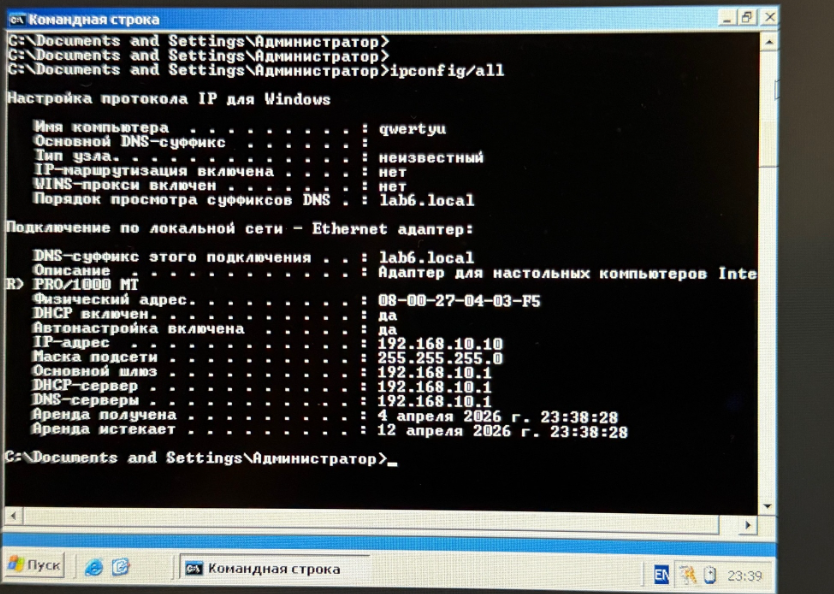 Командная строка
C:\Documents and Settings\Администратор>
C:\Documents and Settings\Администратор>
C:\Documents and Settings\Администратор>ipconfig/all
Настройка протокола IP для Windows
Имя компьютера . . . . . . . . . : qwertyu
Основной DNS-суффикс . . . . . . :
Тип узла. . . . . . . . . . . . . : неизвестный
IP-маршрутизация включена . . . . : нет
WINS-прокси включен . . . . . . . : нет
Порядок просмотра суффиксов DNS . : lab6.local
Подключение по локальной сети - Ethernet адаптер:
DNS-суффикс этого подключения . . : lab6.local
Описание . . . . . . . . . . . . : Адаптер для настольных компьютеров Inte
R) PRO/1000 MT
Физический адрес. . . . . . . . . : 08-00-27-04-03-F5
DHCP включен. . . . . . . . . . . : да
Автонастройка включена . . . . . : да
IP-адрес . . . . . . . . . . . . : 192.168.10.10
Маска подсети . . . . . . . . . . : 255.255.255.0
Основной шлюз . . . . . . . . . . : 192.168.10.1
DHCP-сервер . . . . . . . . . . . : 192.168.10.1
DNS-серверы . . . . . . . . . . . : 192.168.10.1
Аренда получена . . . . . . . . . : 4 апреля 2026 г. 23:38:28
Аренда истекает . . . . . . . . . : 12 апреля 2026 г. 23:38:28
C:\Documents and Settings\Администратор>_
Пуск
Командная строка
EN
23:39